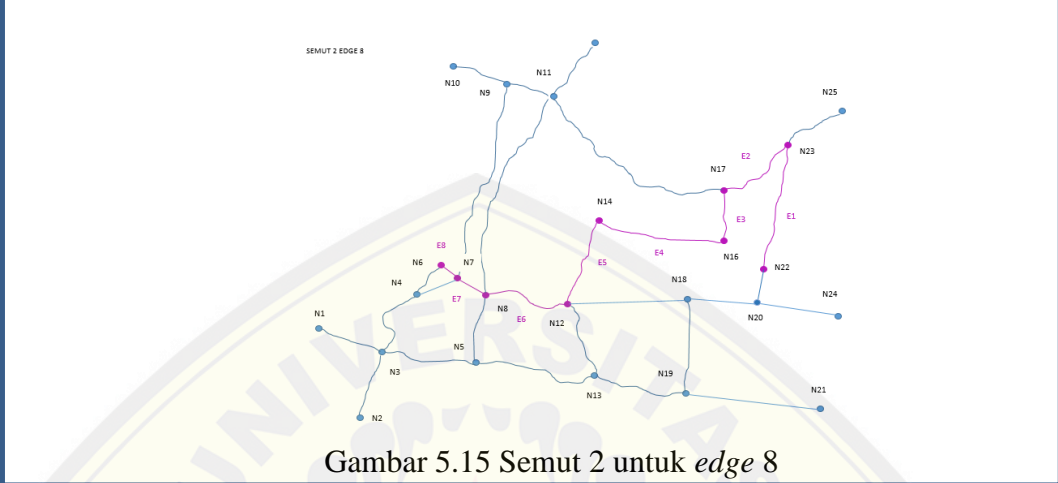 SEMUT 2 EDGE 8
N10
N9
N11
N25
N23
E2
N17
N14
E3
E1
E4
N16
E5
E8
N6
N7
N22
N4
E7
N18
N8
E6
N12
N20
N24
N1
N5
N3
N19
N13
N21
N2
UNIVERSITAS
Gambar 5.15 Semut 2 untuk edge 8